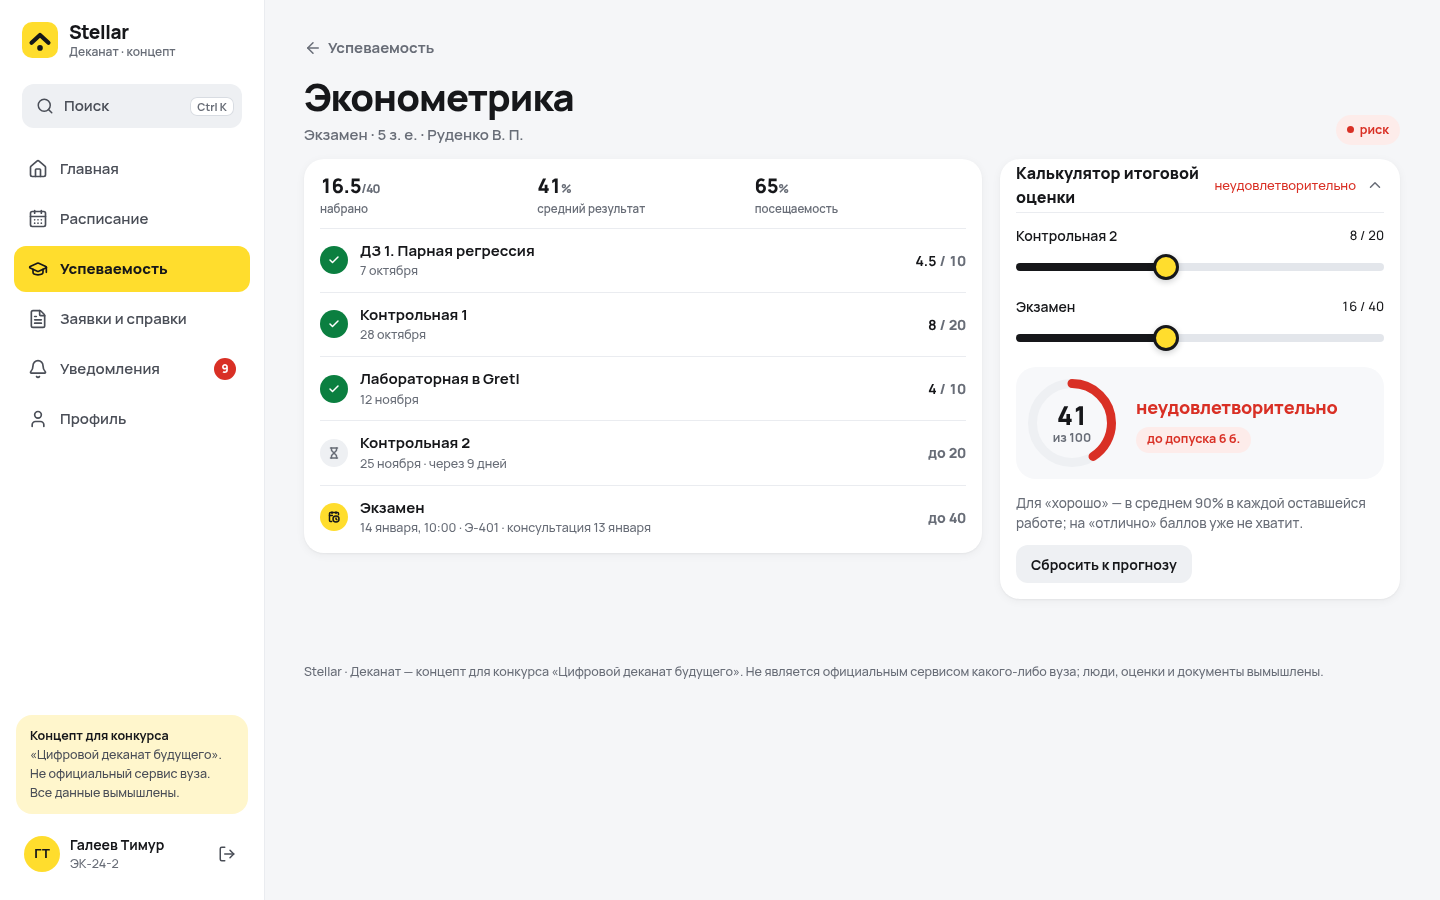 Stellar
Деканат · концепт
Поиск
Ctrl K
Главная
Расписание
Успеваемость
Заявки и справки
Уведомления
9
Профиль
Концепт для конкурса
«Цифровой деканат будущего».
Не официальный сервис вуза.
Все данные вымышлены.
ГТ
Галеев Тимур
ЭК-24-2
Успеваемость
Эконометрика
Экзамен · 5 з. е. · Руденко В. П.
риск
16.5/40
набрано
41%
средний результат
65%
посещаемость
ДЗ 1. Парная регрессия
7 октября
4.5 / 10
Контрольная 1
28 октября
8 / 20
Лабораторная в Gretl
12 ноября
4 / 10
Контрольная 2
25 ноября · через 9 дней
до 20
Экзамен
14 января, 10:00 · Э-401 · консультация 13 января
до 40
Калькулятор итоговой
оценки
неудовлетворительно
Контрольная 2
8 / 20
Экзамен
16 / 40
41
из 100
неудовлетворительно
до допуска 6 б.
Для «хорошо» — в среднем 90% в каждой оставшейся
работе; на «отлично» баллов уже не хватит.
Сбросить к прогнозу
Stellar · Деканат — концепт для конкурса «Цифровой деканат будущего». Не является официальным сервисом какого-либо вуза; люди, оценки и документы вымышлены.